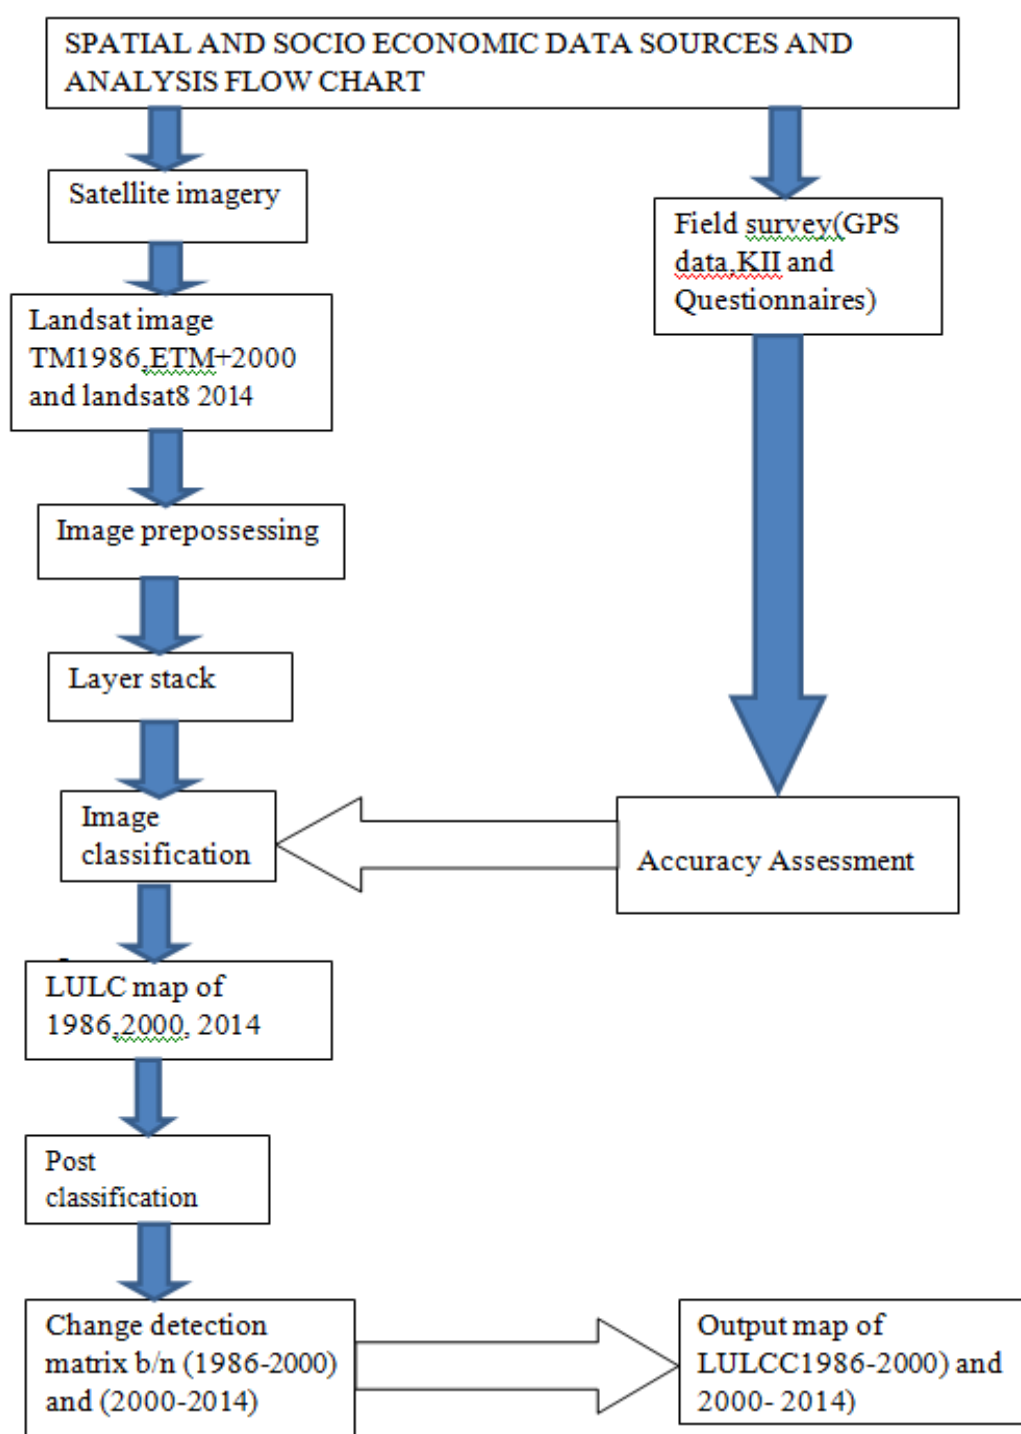 SPATIAL AND SOCIO ECONOMIC DATA SOURCES AND
ANALYSIS FLOW CHART
Satellite imagery
Field survey(GPS
data,KII and
Questionnaires)
Landsat image
TM1986,ETM+2000
and landsat8 2014
Image prepossessing
Layer stack
Image
classification
Accuracy Assessment
LULC map of
1986,2000, 2014
Post
classification
Change detection
matrix b/n (1986-2000)
and (2000-2014)
Output map of
LULCC1986-2000) and
2000- 2014)